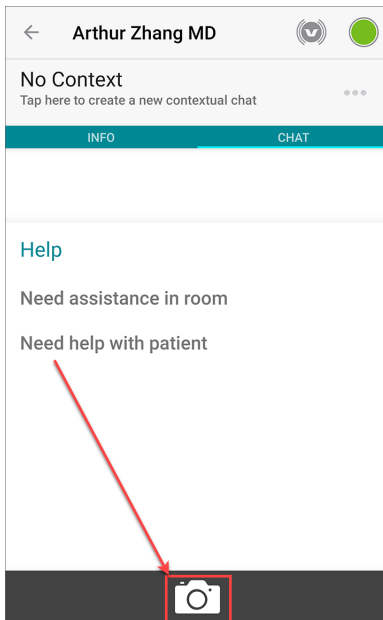 Arthur Zhang MD
No Context
Tap here to create a new contextual chat
INFO
CHAT
Help
Need assistance in room
Need help with patient